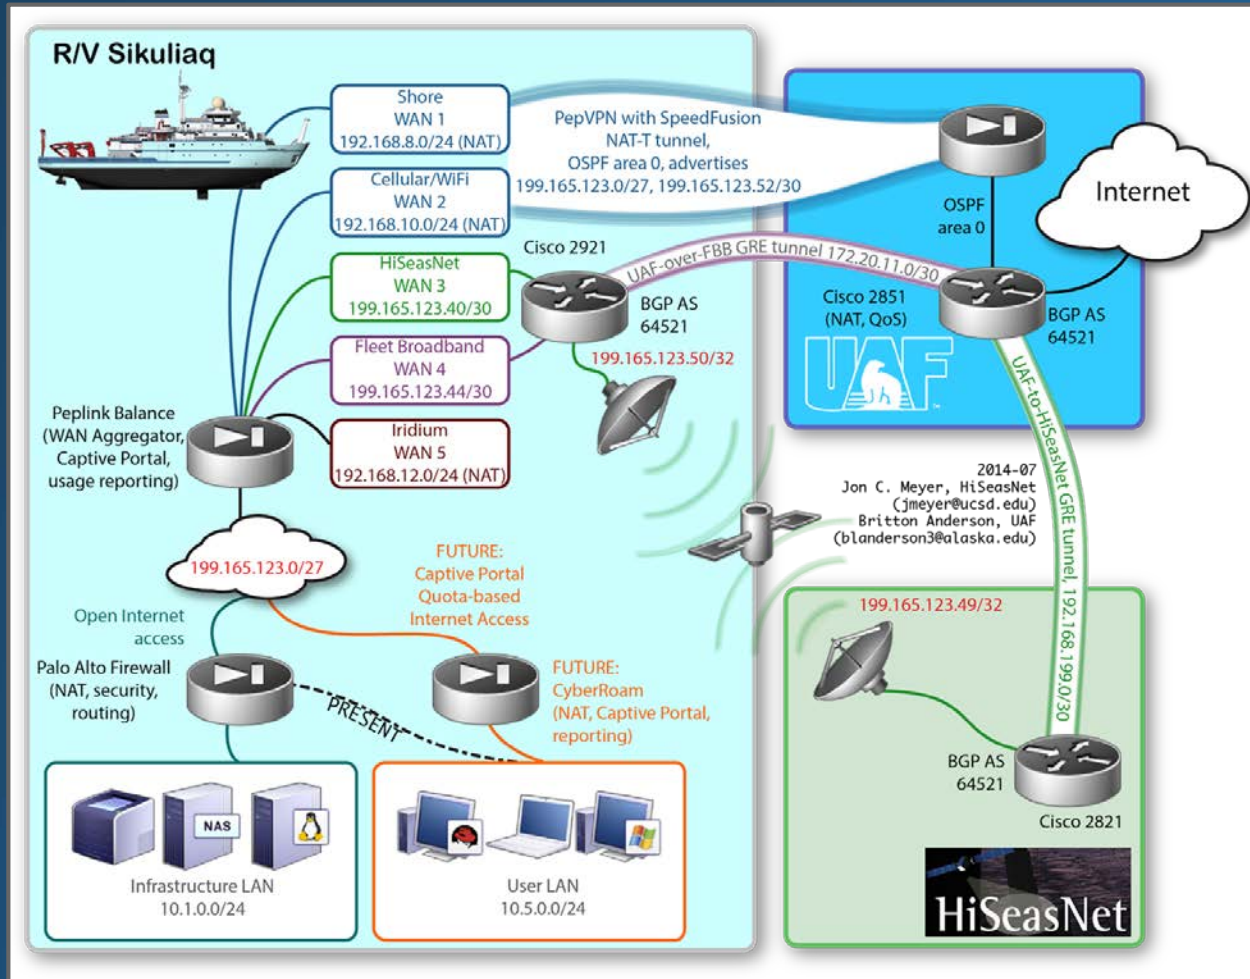 R/V Sikuliaq
Shore
WAN 1
192.168.8.0/24 (NAT)
Cellular/WiFi
WAN 2
192.168.10.0/24 (NAT)
HiSeasNet
WAN 3
199.165.123.40/30
Fleet Broadband
WAN 4
199.165.123.44/30
Iridium
WAN 5
192.168.12.0/24 (NAT)
PepVPN with SpeedFusion
NAT-T tunnel,
OSPF area 0, advertises
199.165.123.0/27, 199.165.123.52/30
OSPF
area 0
Internet
Cisco 2921
BGP AS
64521
199.165.123.50/32
UAF-over-FBB GRE tunnel 172.20.11.0/30
Cisco 2851
(NAT, QoS)
BGP AS
64521
UAF
™
UAF-to-HiSeasNet GRE tunnel, 192.168.199.0/30
Peplink Balance
(WAN Aggregator,
Captive Portal,
usage reporting)
2014-07
Jon C. Meyer, HiSeasNet
(jmeyer@ucsd.edu)
Britton Anderson, UAF
(blanderson3@alaska.edu)
199.165.123.0/27
FUTURE:
Captive Portal
Quota-based
Internet Access
Open Internet
access
Palo Alto Firewall
(NAT, security,
routing)
PRESENT
FUTURE:
CyberRoam
(NAT, Captive Portal,
reporting)
199.165.123.49/32
BGP AS
64521
Cisco 2821
NAS
Infrastructure LAN
10.1.0.0/24
User LAN
10.5.0.0/24
HiSeasNet